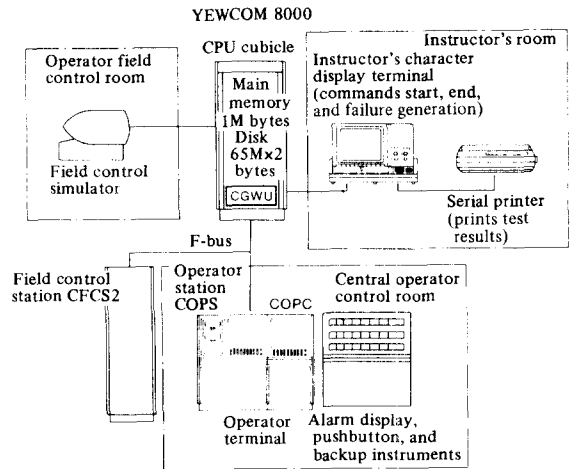 YEWCOM 8000
CPU cubicle
Main
memory
1M bytes
Disk
65M×2
bytes
CGWU
Operator field
control room
Field control
simulator
Instructor's room
Instructor's character
display terminal
(commands start, end,
and failure generation)
Serial printer
(prints test
results)
F-bus
Field control
station CFCS2
Operator
station
COPS
COPC
Central operator
control room
Operator
terminal
Alarm display,
pushbutton, and
backup instruments